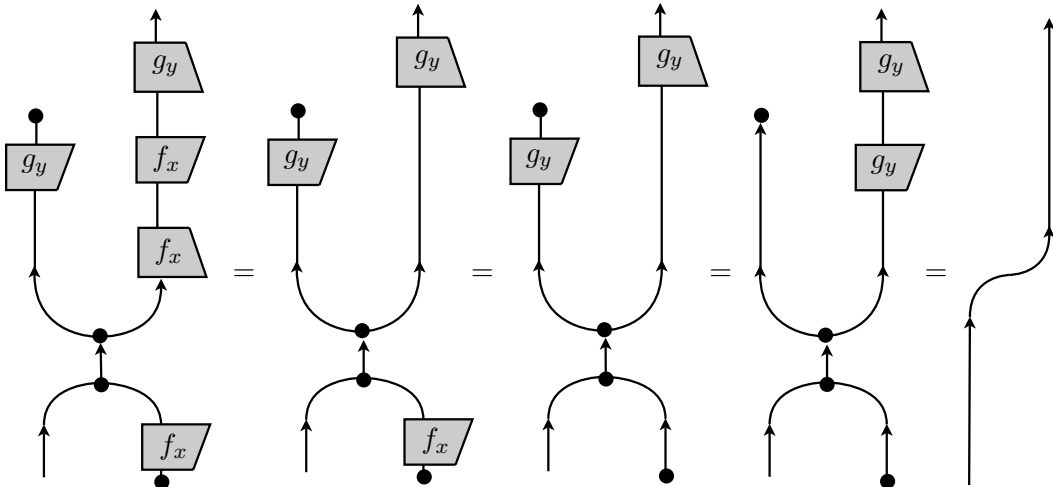 g_y g_y g_y g_y
g_y f_x g_y g_y g_y
f_x = = = =
f_x f_x